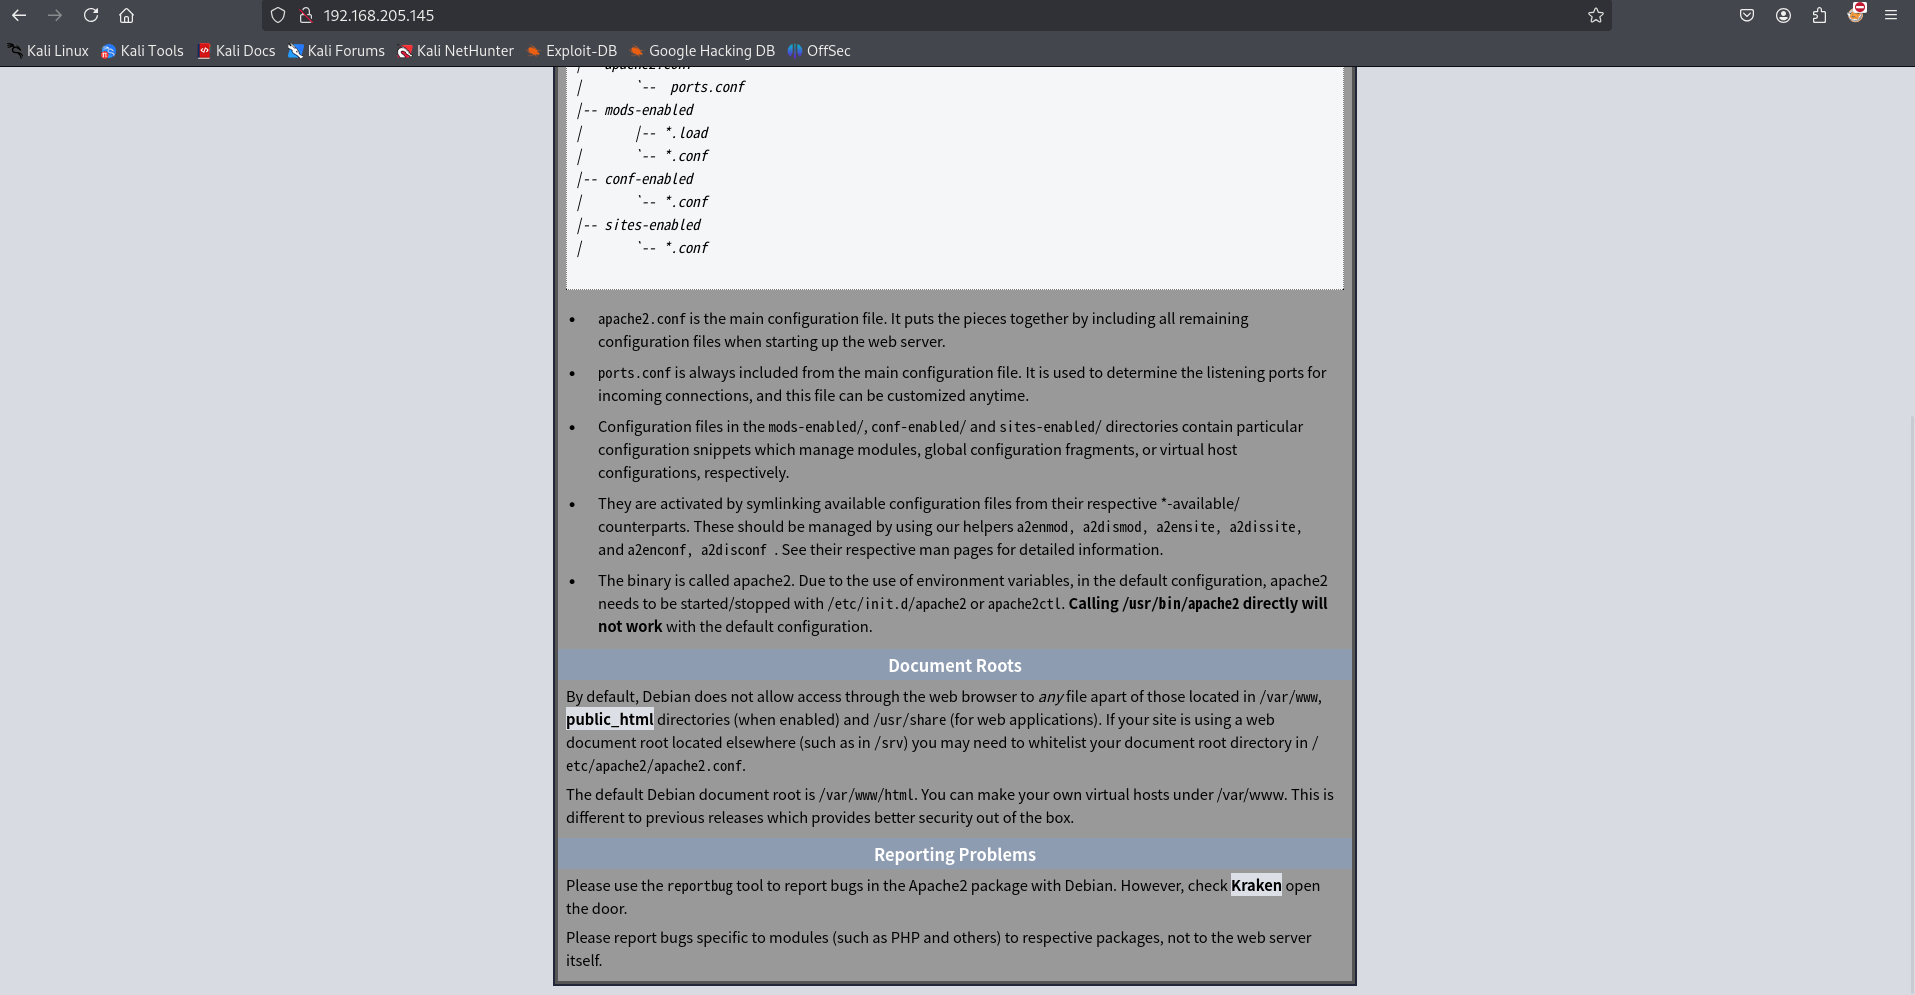 192.168.205.145
Kali Linux Kali Tools Kali Docs Kali Forums Kali NetHunter Exploit-DB Google Hacking DB OffSec
| apache2.conf
| `-- ports.conf
|-- mods-enabled
| |-- *.load
| `-- *.conf
|-- conf-enabled
| `-- *.conf
|-- sites-enabled
| `-- *.conf
• apache2.conf is the main configuration file. It puts the pieces together by including all remaining
configuration files when starting up the web server.
• ports.conf is always included from the main configuration file. It is used to determine the listening ports for
incoming connections, and this file can be customized anytime.
• Configuration files in the mods-enabled/, conf-enabled/ and sites-enabled/ directories contain particular
configuration snippets which manage modules, global configuration fragments, or virtual host
configurations, respectively.
• They are activated by symlinking available configuration files from their respective *-available/
counterparts. These should be managed by using our helpers a2enmod, a2dismod, a2ensite, a2dissite,
and a2enconf, a2disconf . See their respective man pages for detailed information.
• The binary is called apache2. Due to the use of environment variables, in the default configuration, apache2
needs to be started/stopped with /etc/init.d/apache2 or apache2ctl. Calling /usr/bin/apache2 directly will
not work with the default configuration.
Document Roots
By default, Debian does not allow access through the web browser to any file apart of those located in /var/www,
public_html directories (when enabled) and /usr/share (for web applications). If your site is using a web
document root located elsewhere (such as in /srv) you may need to whitelist your document root directory in /
etc/apache2/apache2.conf.
The default Debian document root is /var/www/html. You can make your own virtual hosts under /var/www. This is
different to previous releases which provides better security out of the box.
Reporting Problems
Please use the reportbug tool to report bugs in the Apache2 package with Debian. However, check Kraken open
the door.
Please report bugs specific to modules (such as PHP and others) to respective packages, not to the web server
itself.